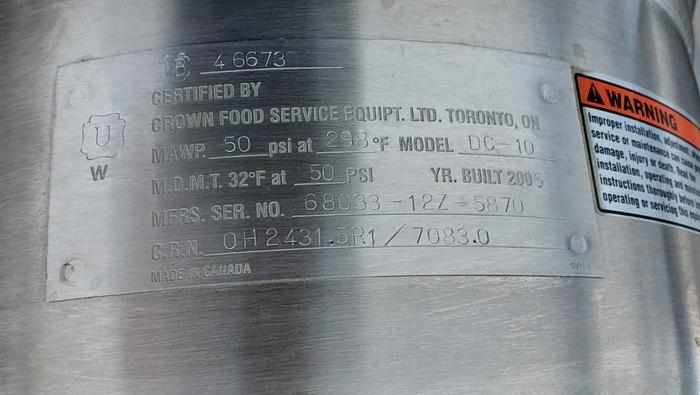 B 46673
CERTIFIED BY
CROWN FOOD SERVICE EQUIPT. LTD. TORONTO, ON
U
W
MAWP. 50 psi at 298 °F MODEL DC-10
M.D.M.T. 32°F at 50 PSI YR. BUILT 2005
MFRS. SER. NO. 68033-12Z-5870
C.R.N. 0H2431.5R1/7083.0
MADE IN CANADA
WARNING
Improper installation, adjustment,
service or maintenance can cause
damage, injury or death. Read the
installation, operating and
instructions thoroughly before
operating or servicing this